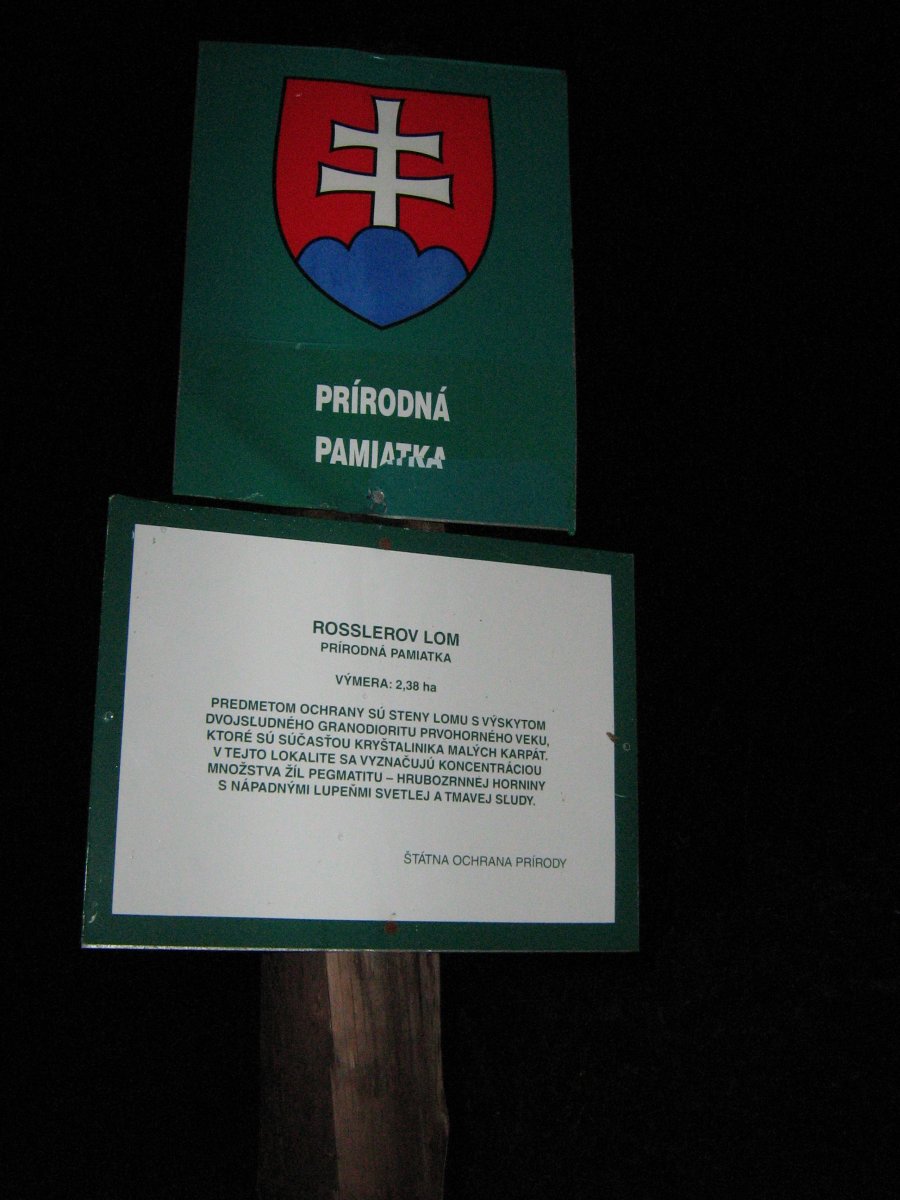 PRÍRODNÁ
PAMIATKA
ROSSLEROV LOM
PRÍRODNÁ PAMIATKA
VÝMERA: 2,38 ha
PREDMETOM OCHRANY SÚ STENY LOMU S VÝSKYTOM
DVOJSĽUDNÉHO GRANODIORITU PRVOHORNÉHO VEKU,
KTORÉ SÚ SÚČASŤOU KRYŠTALINIKA MALÝCH KARPÁT.
V TEJTO LOKALITE SA VYZNAČUJÚ KONCENTRÁCIOU
MNOŽSTVA ŽÍL PEGMATITU – HRUBOZRNNEJ HORNINY
S NÁPADNÝMI LUPEŇMI SVETLEJ A TMAVEJ SĽUDY.
ŠTÁTNA OCHRANA PRÍRODY